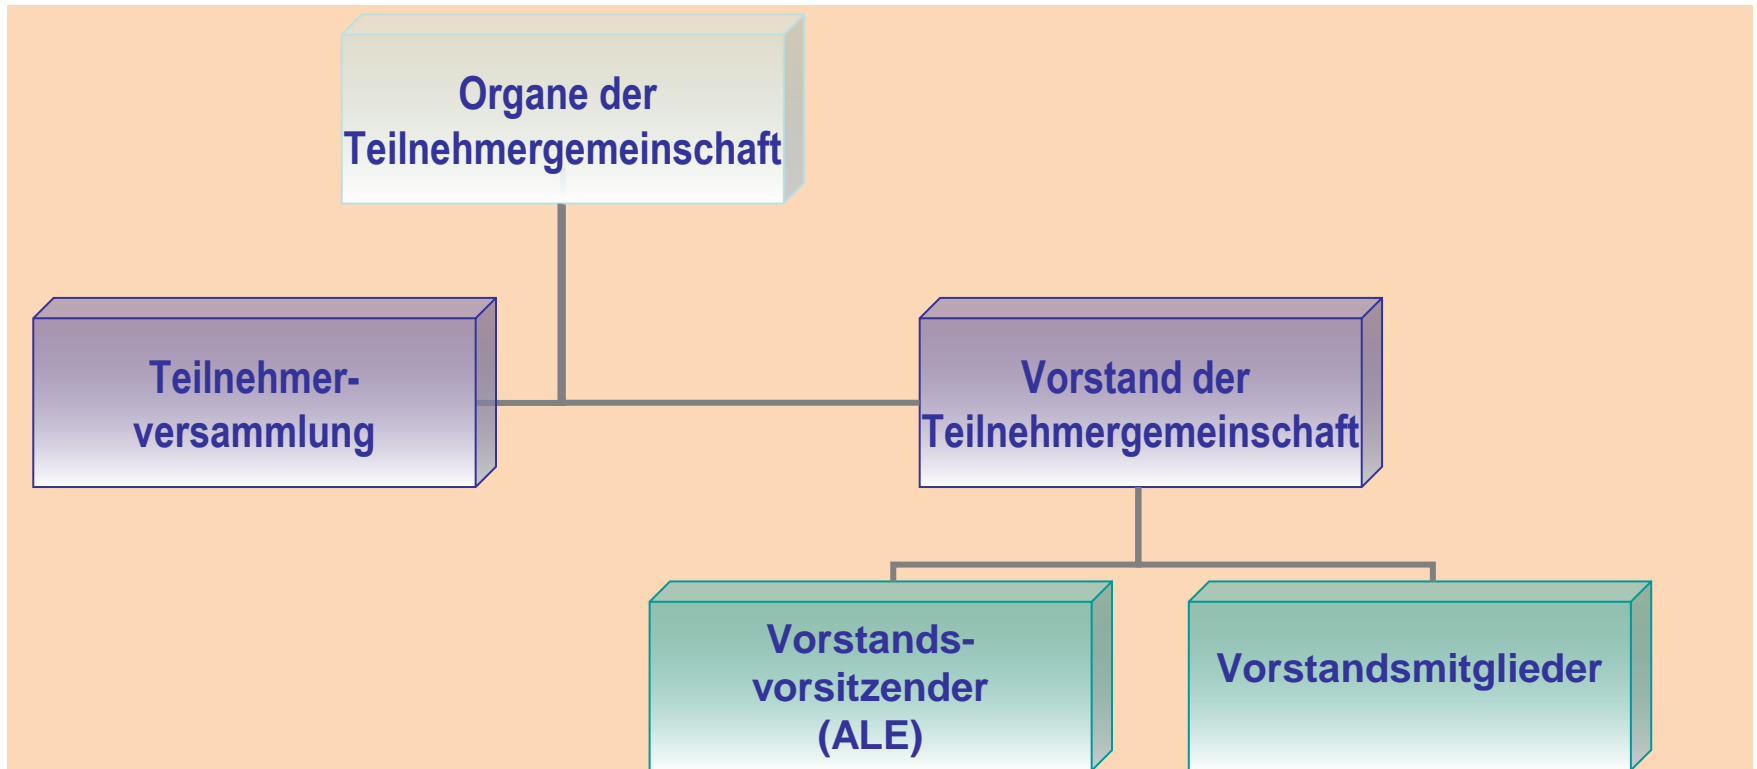 Organe der
Teilnehmergemeinschaft
Teilnehmer-
versammlung
Vorstand der
Teilnehmergemeinschaft
Vorstands-
vorsitzender
(ALE)
Vorstandsmitglieder